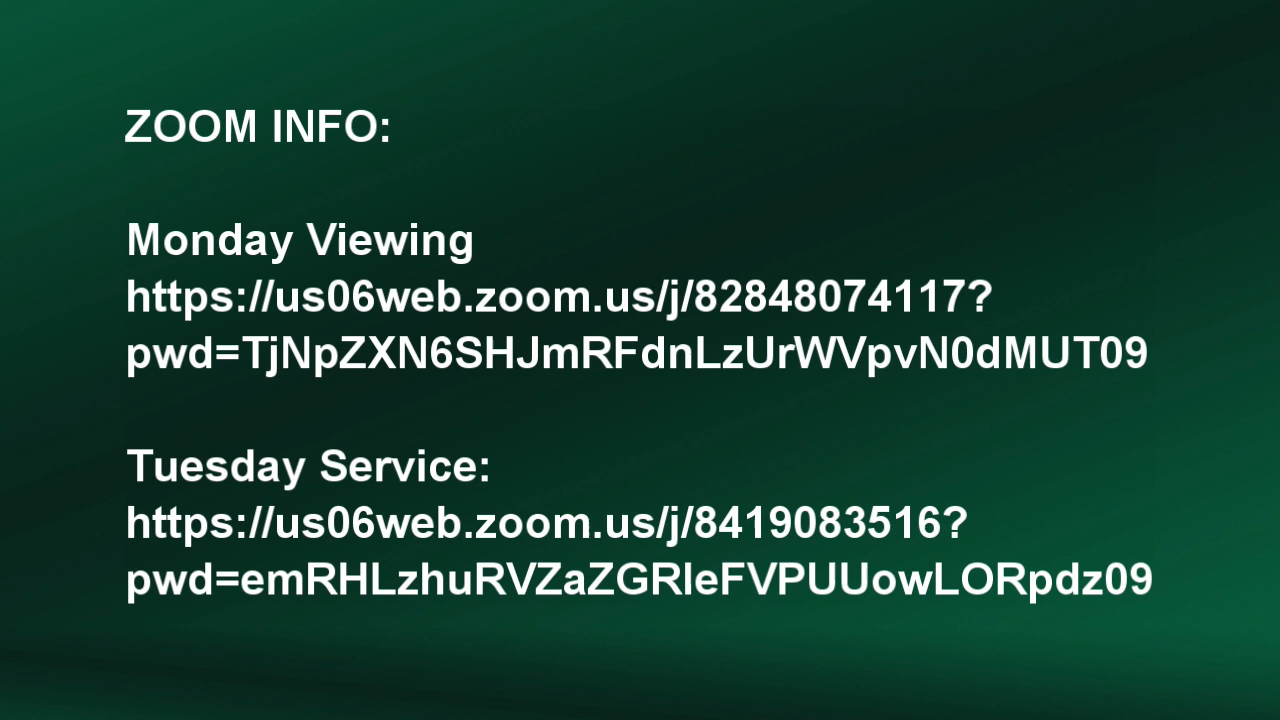 ZOOM INFO:
Monday Viewing
https://us06web.zoom.us/j/82848074117?
pwd=TjNpZXN6SHJmRFdnLzUrWVpvN0dMUT09
Tuesday Service:
https://us06web.zoom.us/j/8419083516?
pwd=emRHLzhuRVZaZGRIeFVPUUowLORpdz09